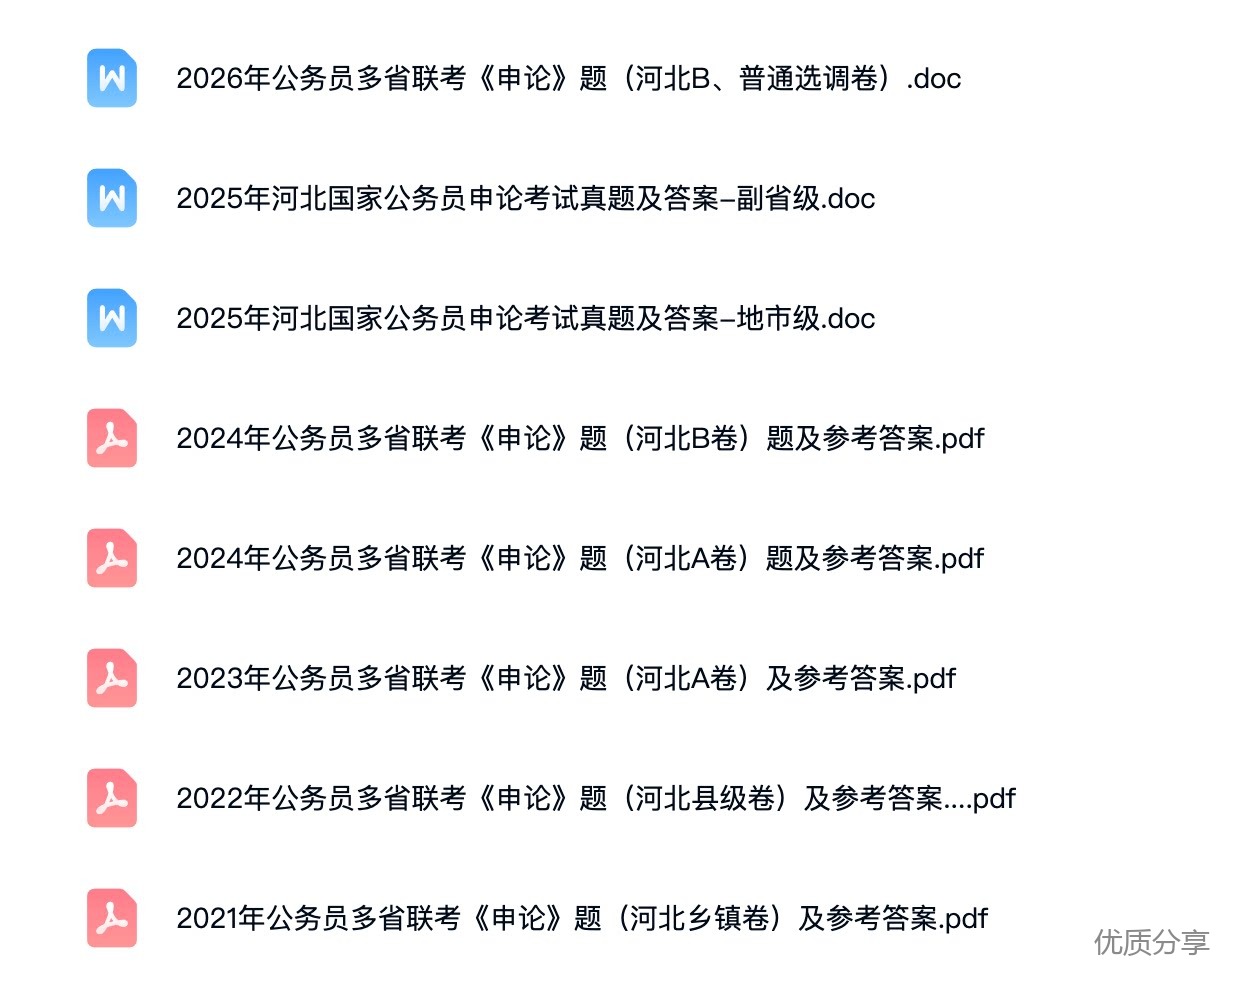 2026年公务员多省联考《申论》题（河北B、普通选调卷）.doc
2025年河北国家公务员申论考试真题及答案-副省级.doc
2025年河北国家公务员申论考试真题及答案-地市级.doc
2024年公务员多省联考《申论》题（河北B卷）题及参考答案.pdf
2024年公务员多省联考《申论》题（河北A卷）题及参考答案.pdf
2023年公务员多省联考《申论》题（河北A卷）及参考答案.pdf
2022年公务员多省联考《申论》题（河北县级卷）及参考答案....pdf
2021年公务员多省联考《申论》题（河北乡镇卷）及参考答案.pdf
优质分享